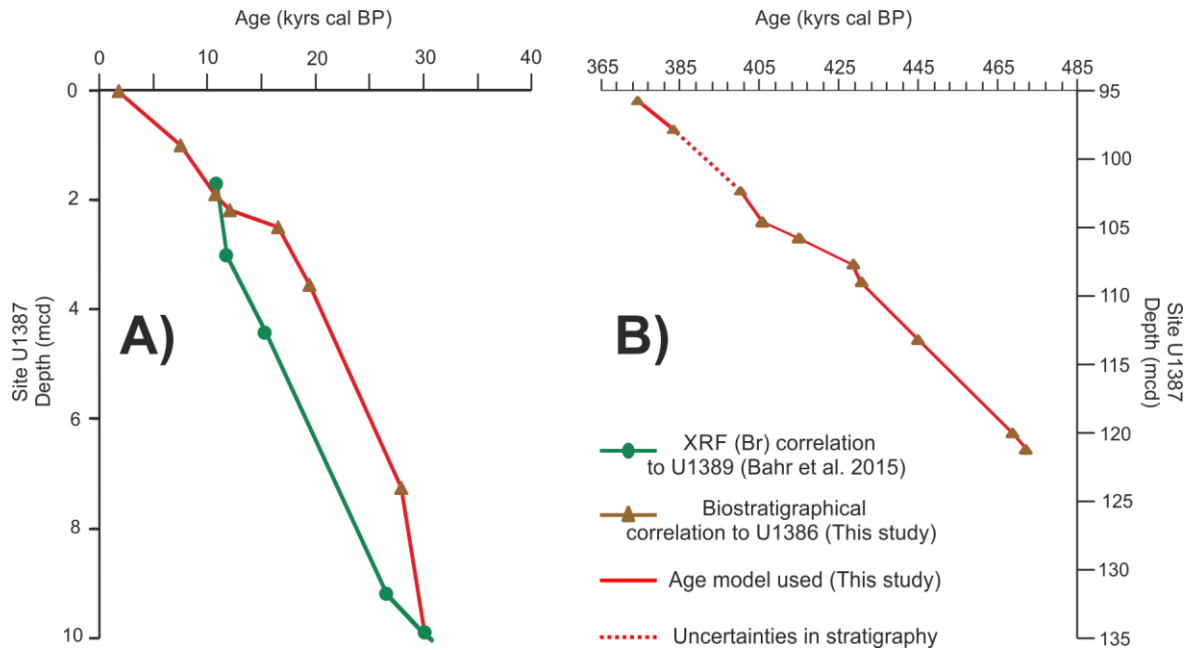 Age (kyrs cal BP)
0 10 20 30 40
0
2
4
6
8
10
Site U1387
Depth (mcd)
A)
Age (kyrs cal BP)
365 385 405 425 445 465 485
95
100
105
110
115
120
125
130
135
Site U1387
Depth (mcd)
B)
XRF (Br) correlation
to U1389 (Bahr et al. 2015)
Biostratigraphical
correlation to U1386 (This study)
Age model used (This study)
Uncertainties in stratigraphy